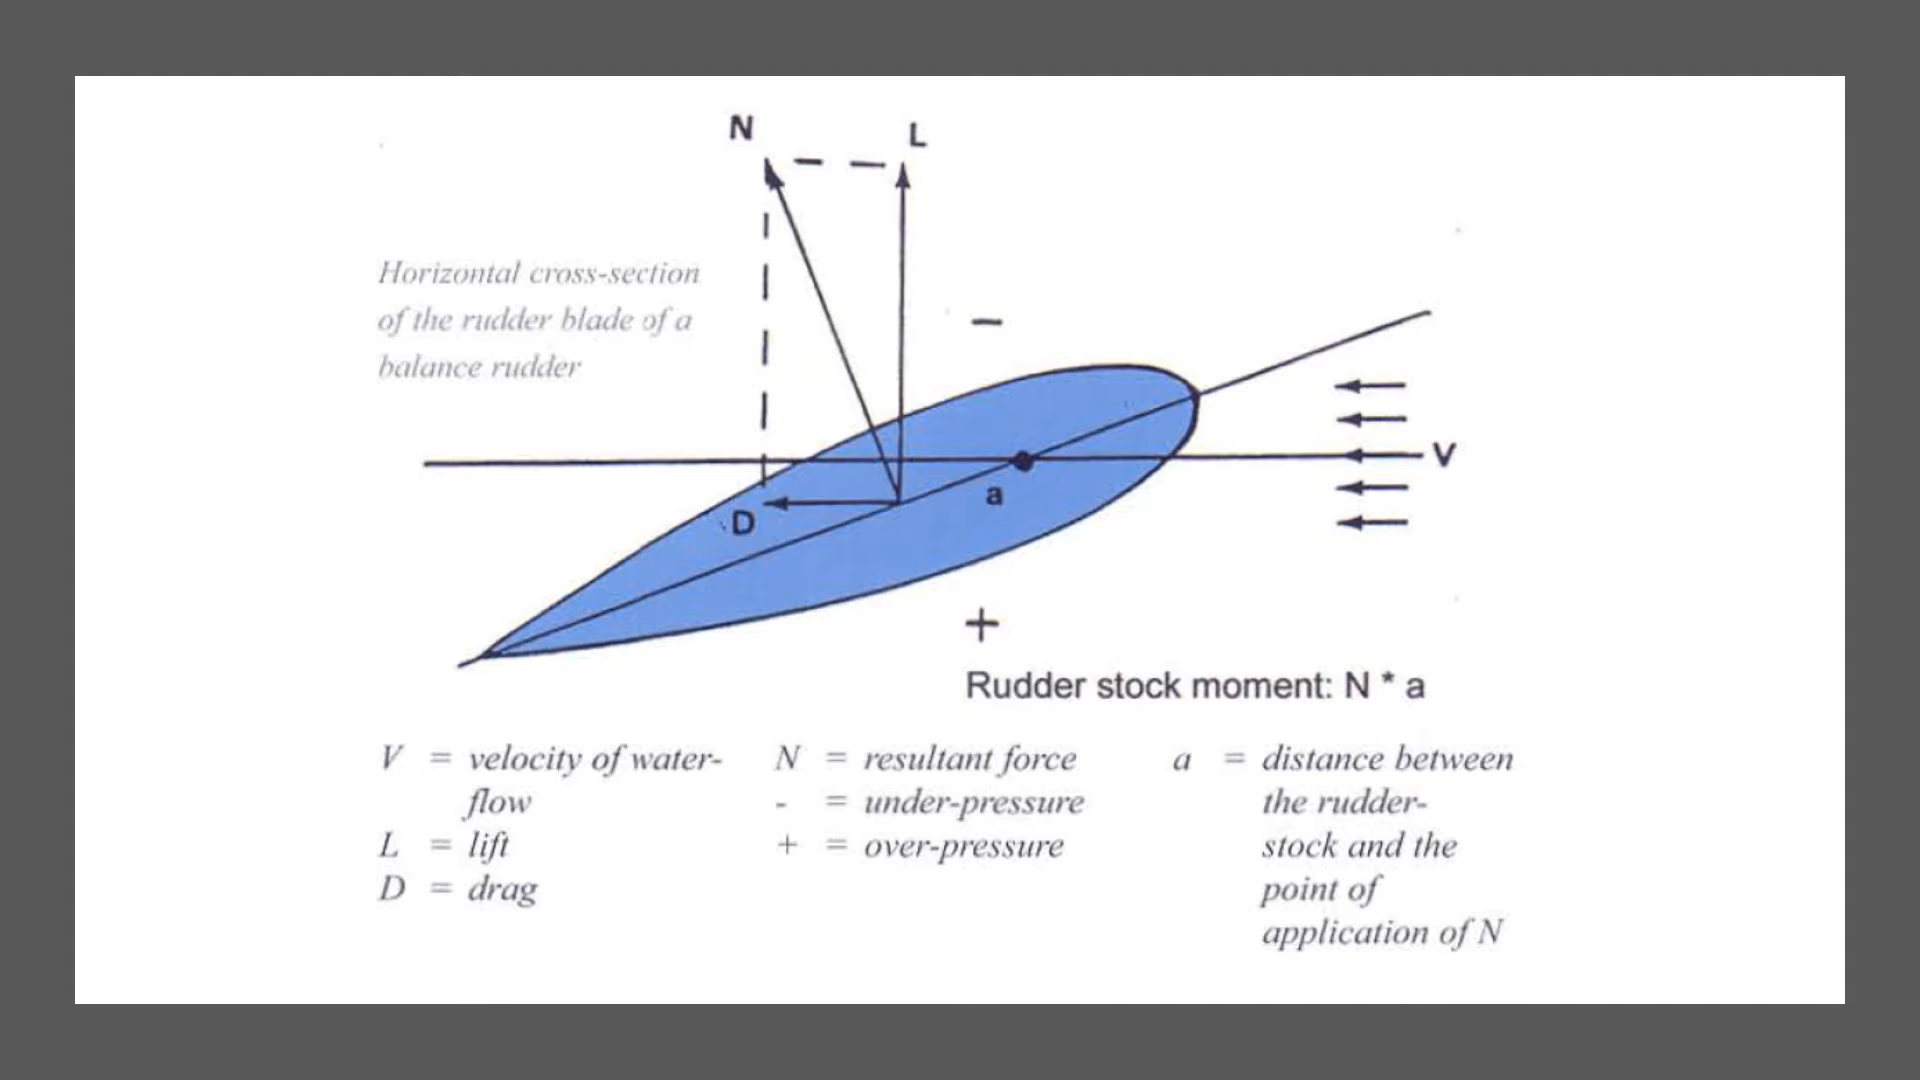 N
L
Horizontal cross-section
of the rudder blade of a
balance rudder
−
V
a
D
+
Rudder stock moment: N * a
V = velocity of water-
flow
L = lift
D = drag
N = resultant force
- = under-pressure
+ = over-pressure
a = distance between
the rudder-
stock and the
point of
application of N